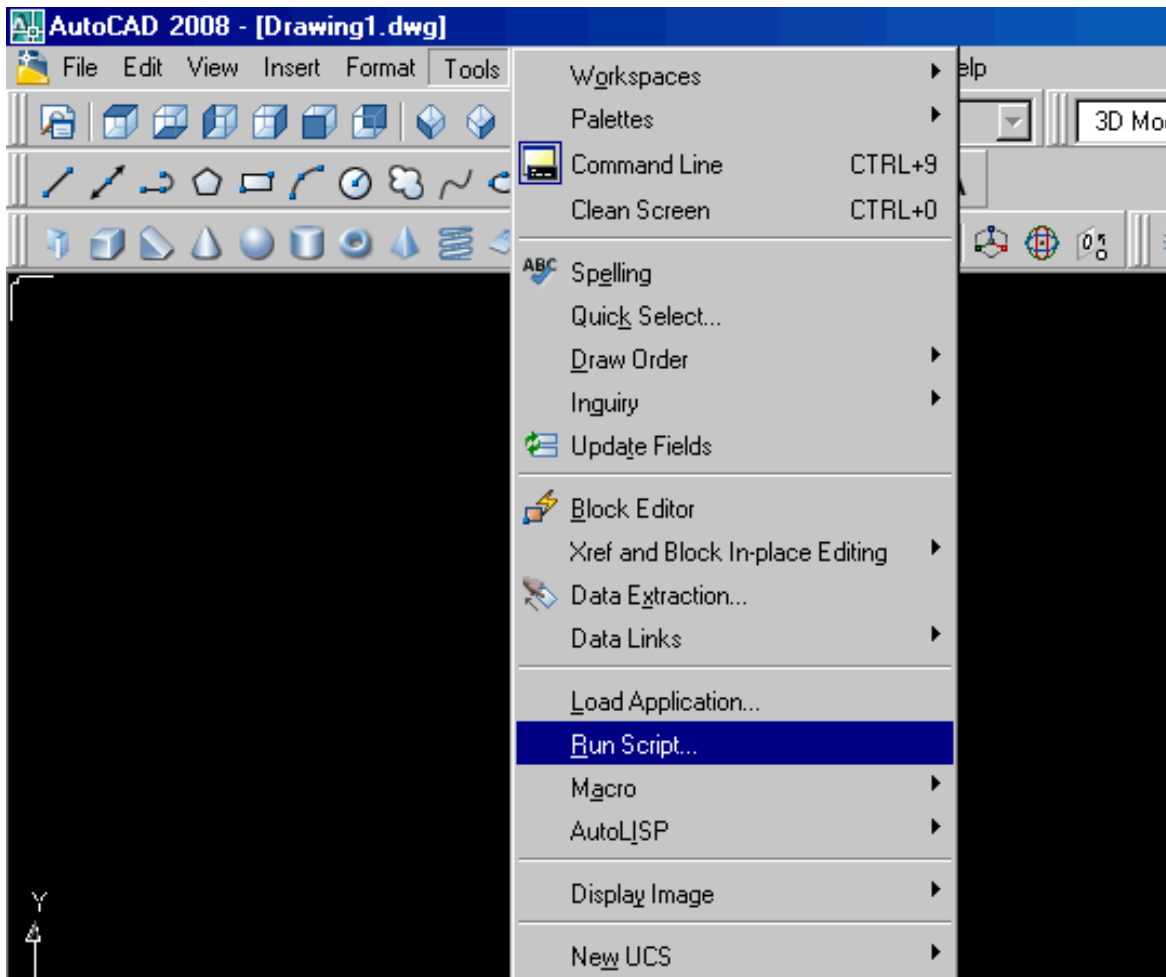 AutoCAD 2008 - [Drawing1.dwg]
File Edit View Insert Format Tools elp
3D Mo
Workspaces
Palettes
Command Line CTRL+9
Clean Screen CTRL+0
ABC Spelling
Quick Select...
Draw Order
Inquiry
Update Fields
Block Editor
Xref and Block In-place Editing
Data Extraction...
Data Links
Load Application...
Run Script...
Macro
AutoLISP
Display Image
New UCS
Y